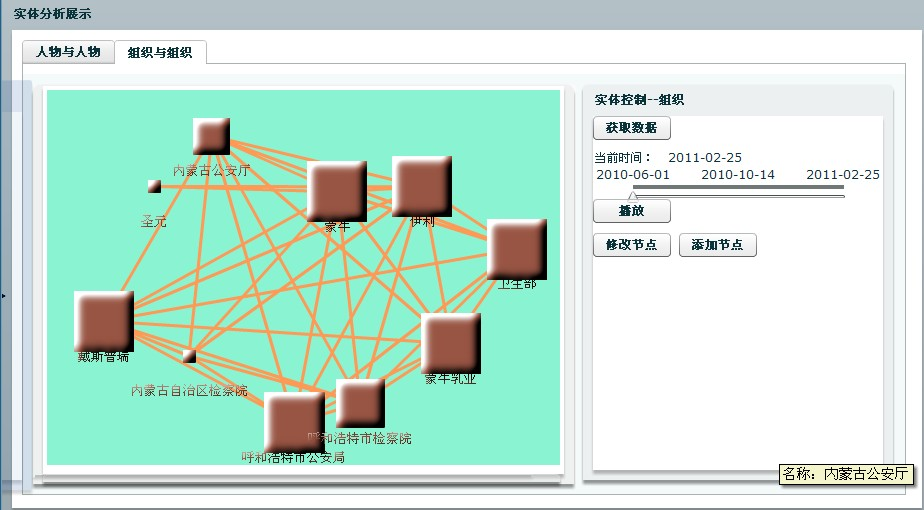 实体分析展示
人物与人物
组织与组织
内蒙古公安厅
圣元
蒙牛
伊利
卫生部
戴斯普瑞
内蒙古自治区检察院
蒙牛乳业
呼和浩特市检察院
呼和浩特市公安局
实体控制--组织
获取数据
当前时间： 2011-02-25
2010-06-01 2010-10-14 2011-02-25
播放
修改节点 添加节点
名称: 内蒙古公安厅